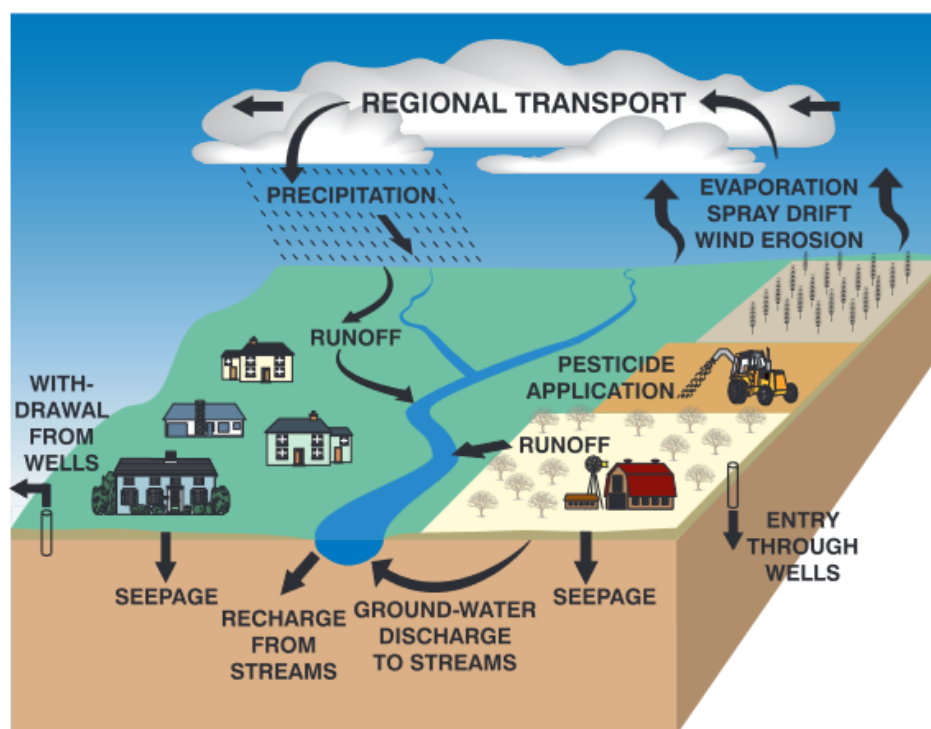 REGIONAL TRANSPORT
PRECIPITATION
EVAPORATION
SPRAY DRIFT
WIND EROSION
RUNOFF
PESTICIDE
APPLICATION
WITH-
DRAWAL
FROM
WELLS
RUNOFF
ENTRY
THROUGH
WELLS
SEEPAGE
RECHARGE
FROM
STREAMS
GROUND-WATER
DISCHARGE
TO STREAMS
SEEPAGE